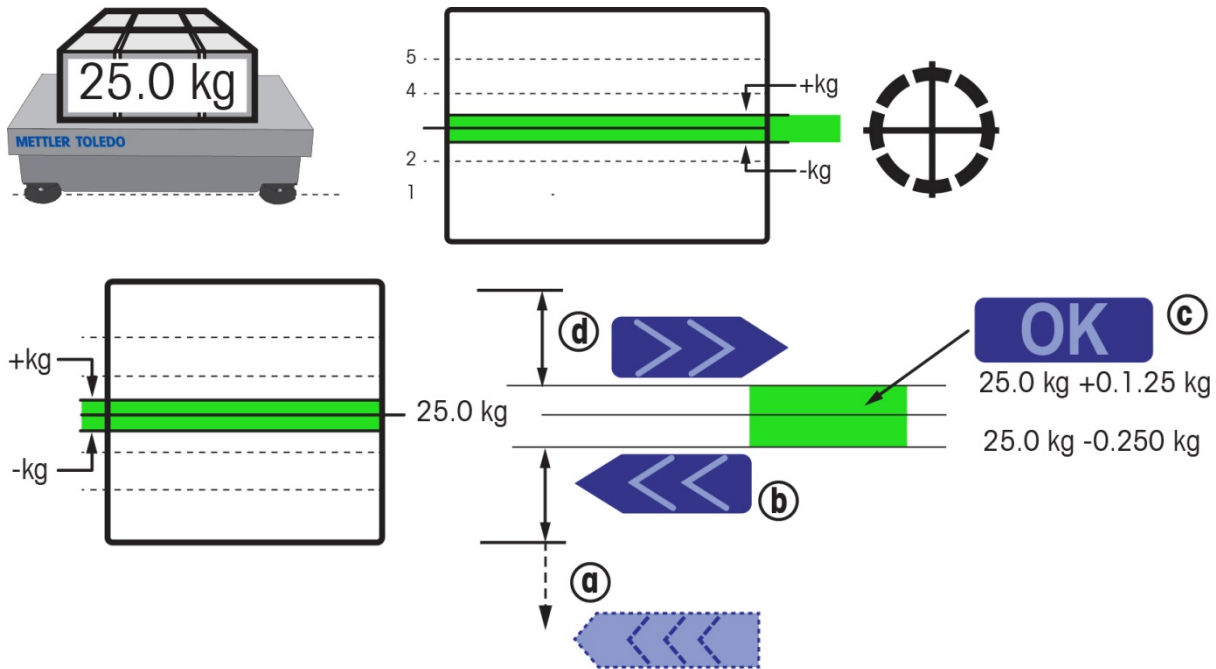 25.0 kg
METTLER TOLEDO
5
4
2
1
+kg
-kg
+kg
-kg
25.0 kg
d
OK
c
25.0 kg +0.1.25 kg
25.0 kg -0.250 kg
b
a